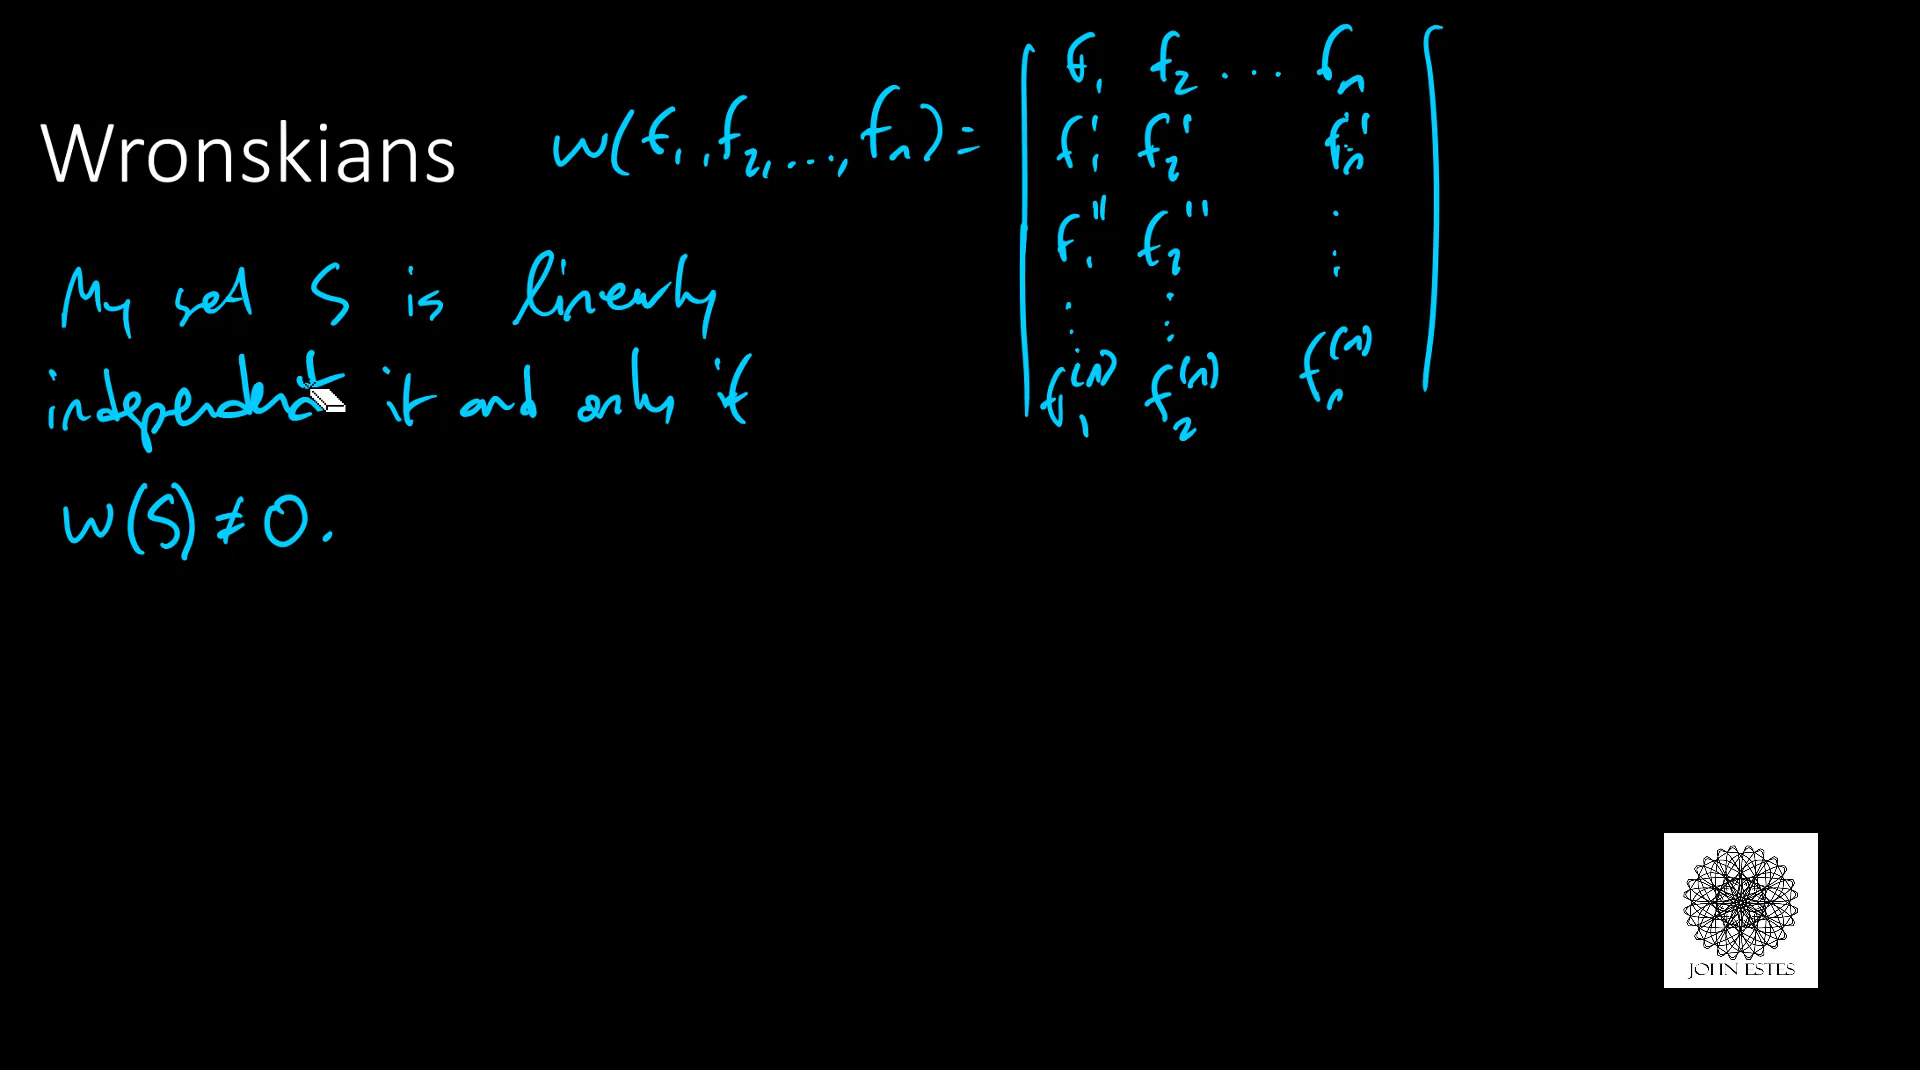 Wronskians
W(f₁, f₂, ..., fₙ) =
f₁ f₂ ... fₙ
f₁' f₂' fₙ'
f₁'' f₂'' ⋮
⋮ ⋮
f₁⁽ⁿ⁾ f₂⁽ⁿ⁾ fₙ⁽ⁿ⁾
My set S is linearly
independent if and only if
W(S) ≠ 0.
JOHN ESTES